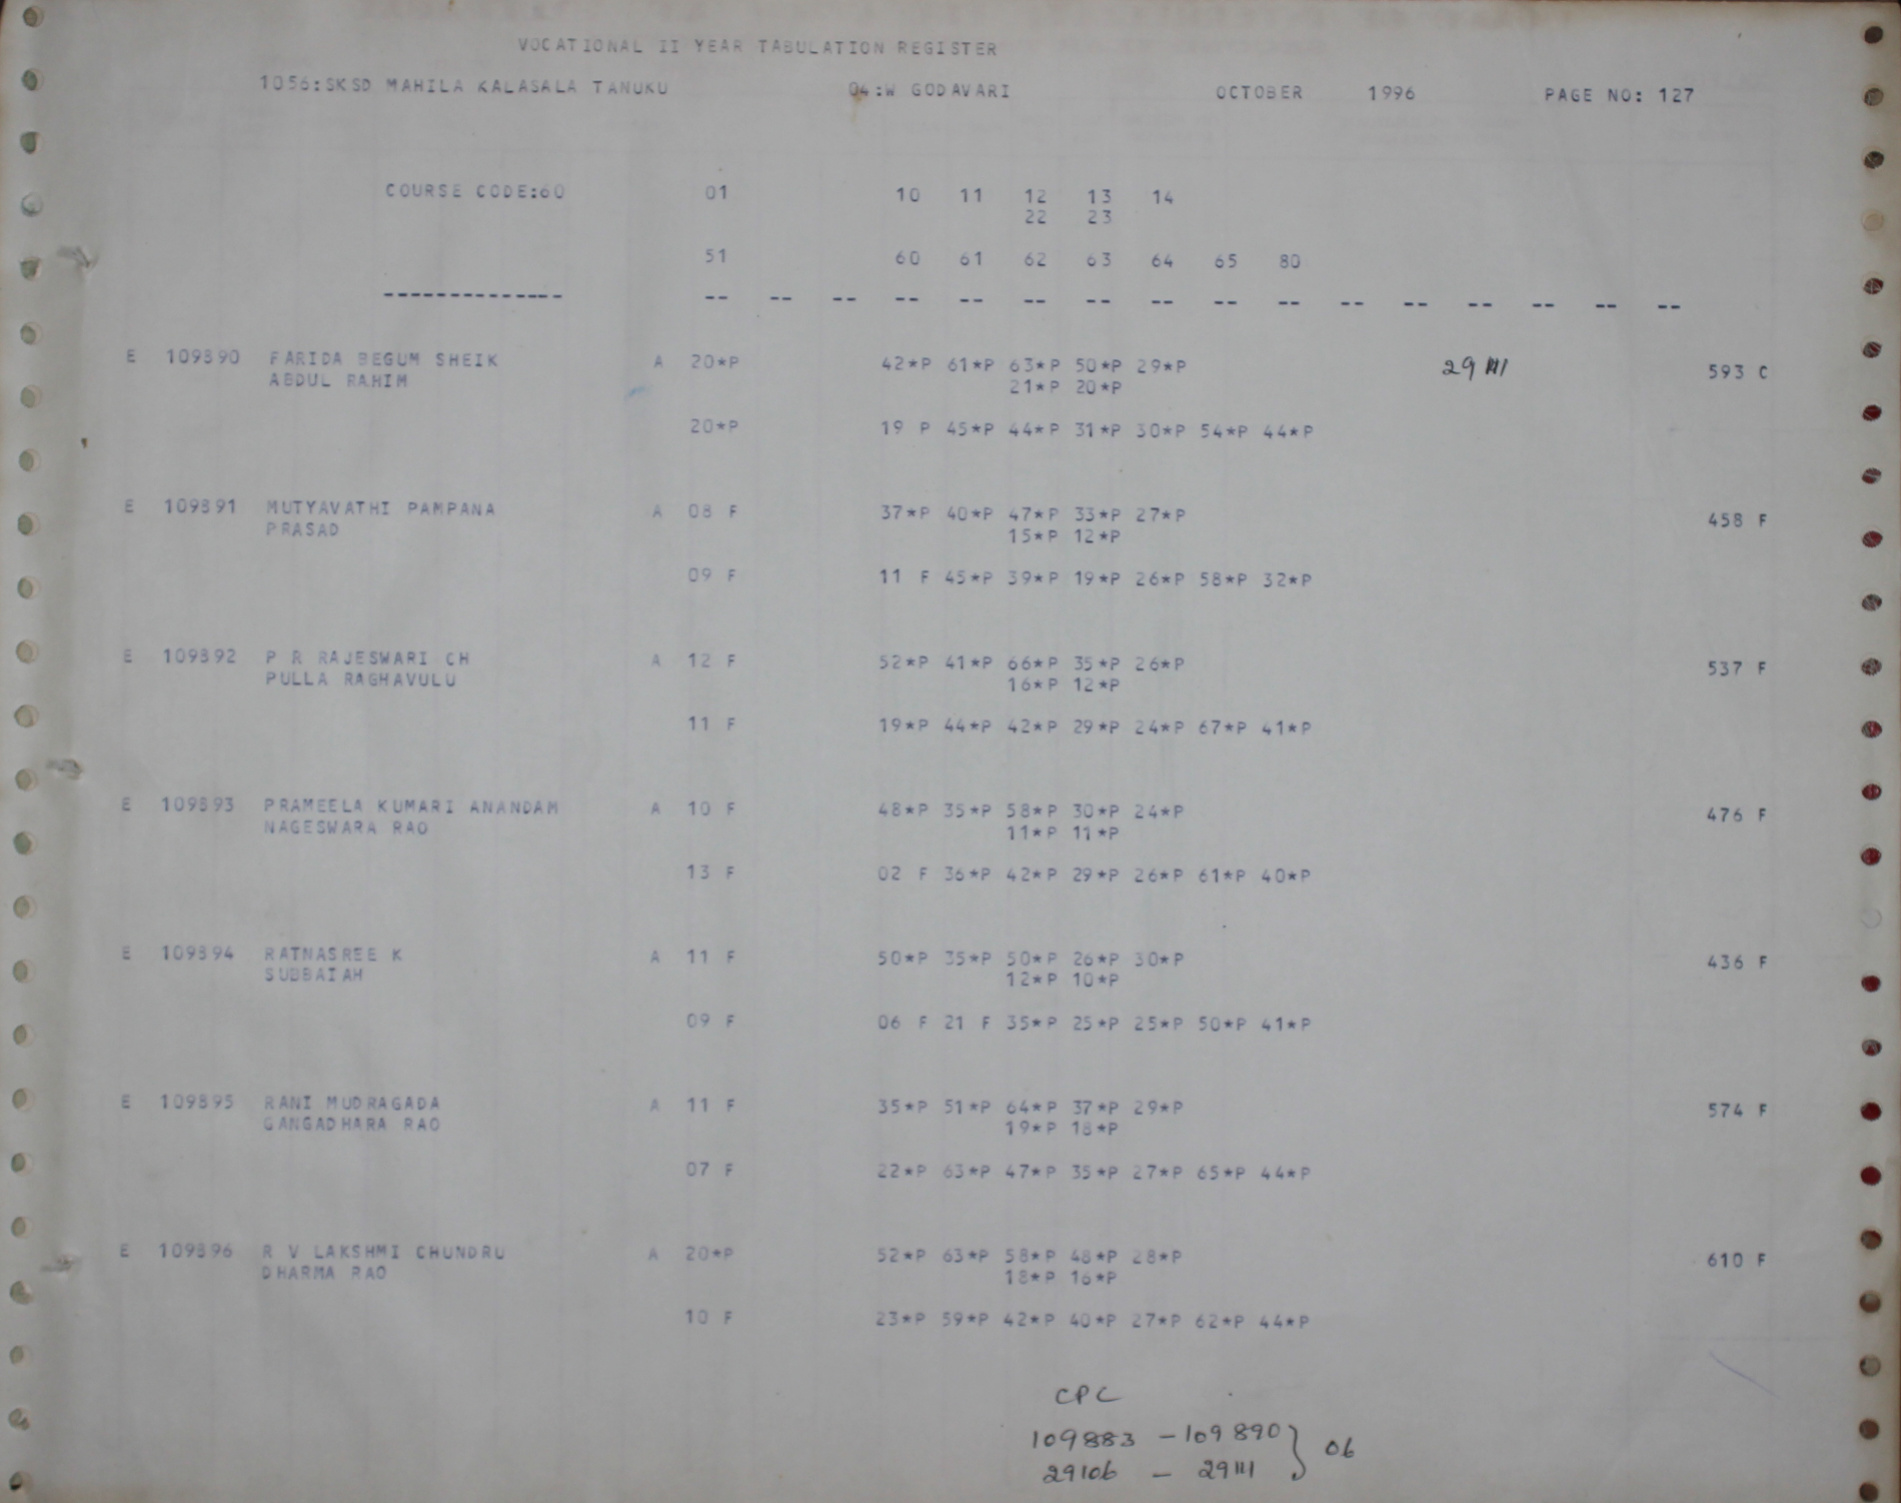 VOCATIONAL II YEAR TABULATION REGISTER
1056:SKSD MAHILA KALASALA TANUKU 04:W GODAVARI OCTOBER 1996 PAGE NO: 127
COURSE CODE:60 01 10 11 12 13 14
22 23
51 60 61 62 63 64 65 80
-------------- -- -- -- -- -- -- -- -- -- -- -- -- -- -- -- --
E 109890 FARIDA BEGUM SHEIK A 20*P 42*P 61*P 63*P 50*P 29*P 29111 593 C
ABDUL RAHIM 21*P 20*P
20*P 19 P 45*P 44*P 31*P 30*P 54*P 44*P
E 109891 MUTYAVATHI PAMPANA A 08 F 37*P 40*P 47*P 33*P 27*P 458 F
PRASAD 15*P 12*P
09 F 11 F 45*P 39*P 19*P 26*P 58*P 32*P
E 109892 P R RAJESWARI CH A 12 F 52*P 41*P 66*P 35*P 26*P 537 F
PULLA RAGHAVULU 16*P 12*P
11 F 19*P 44*P 42*P 29*P 24*P 67*P 41*P
E 109893 PRAMEELA KUMARI ANANDAM A 10 F 48*P 35*P 58*P 30*P 24*P 476 F
NAGESWARA RAO 11*P 11*P
13 F 02 F 36*P 42*P 29*P 26*P 61*P 40*P
E 109894 RATNASREE K A 11 F 50*P 35*P 50*P 26*P 30*P 436 F
SUBBAIAH 12*P 10*P
09 F 06 F 21 F 35*P 25*P 25*P 50*P 41*P
E 109895 RANI MUDRAGADA A 11 F 35*P 51*P 64*P 37*P 29*P 574 F
GANGADHARA RAO 19*P 18*P
07 F 22*P 63*P 47*P 35*P 27*P 65*P 44*P
E 109896 R V LAKSHMI CHUNDRU A 20*P 52*P 63*P 58*P 48*P 28*P 610 F
DHARMA RAO 18*P 16*P
10 F 23*P 59*P 42*P 40*P 27*P 62*P 44*P
CPC
109883 - 109890 } 06
29106 - 29111